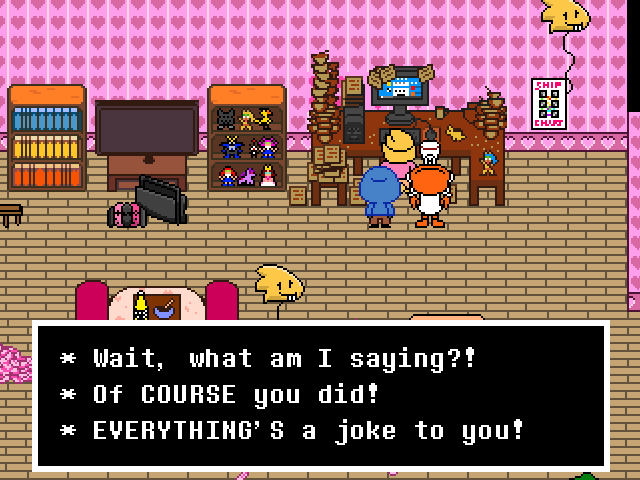 SHIP
CHART
* Wait, what am I saying?!
* Of COURSE you did!
* EVERYTHING'S a joke to you!